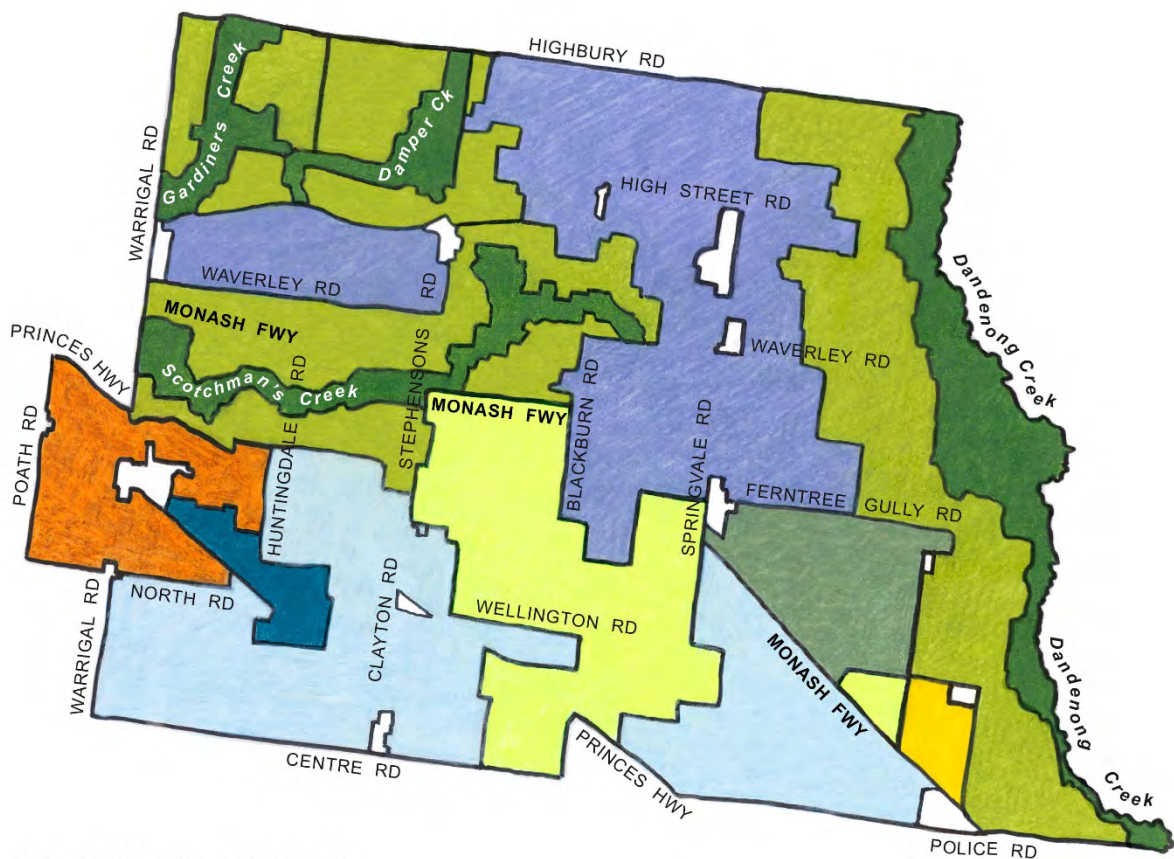 HIGHBURY RD
Gardiners Creek
Damper Ck
WARRIGAL RD
HIGH STREET RD
WAVERLEY RD
RD
Dandenong Creek
MONASH FWY
PRINCES HWY
WAVERLEY RD
Scotchman's Creek
STEPHENSONS
MONASH FWY
HUNTINGDALE RD
BLACKBURN RD
POATH RD
SPRINGVALE RD
FERNTREE GULLY RD
CLAYTON RD
NORTH RD
WELLINGTON RD
WARRIGAL RD
MONASH FWY
Dandenong Creek
CENTRE RD
PRINCES HWY
POLICE RD